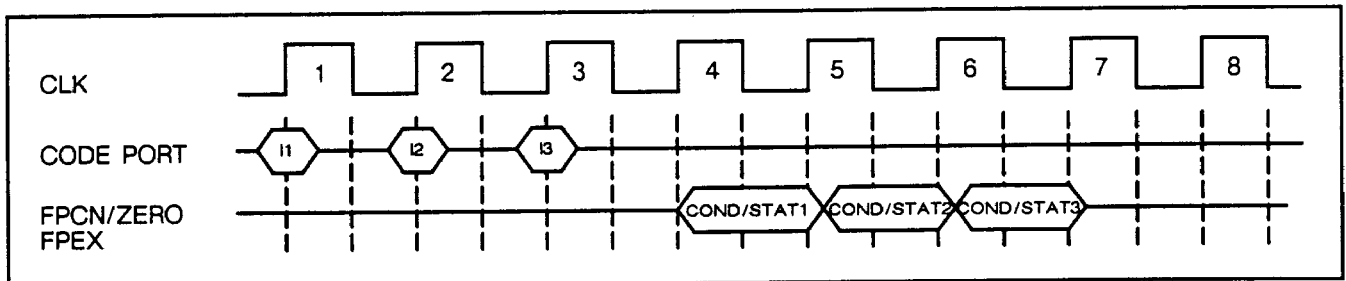 CLK 1 2 3 4 5 6 7 8
CODE PORT I1 I2 I3
FPCN/ZERO COND/STAT1 COND/STAT2 COND/STAT3
FPEX